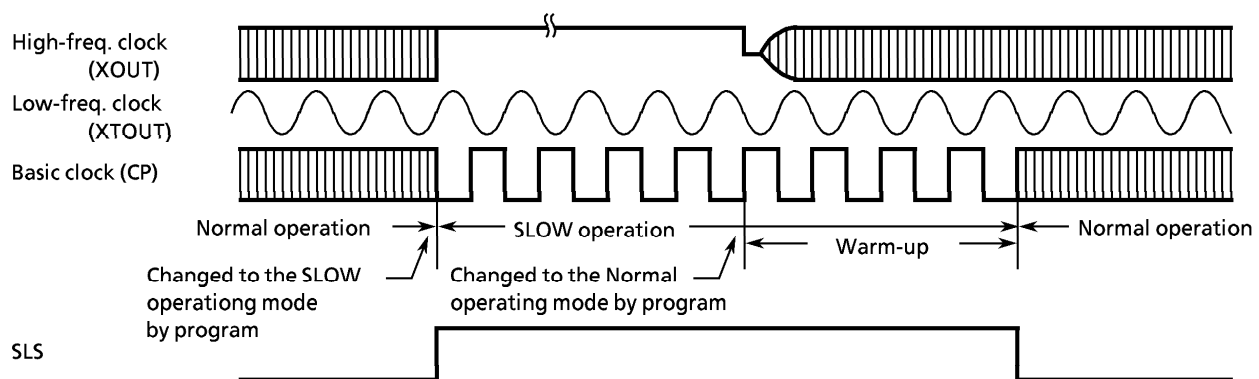 High-freq. clock
(XOUT)
Low-freq. clock
(XTOUT)
Basic clock (CP)
Normal operation
SLOW operation
Normal operation
Warm-up
Changed to the SLOW
operationg mode
by program
Changed to the Normal
operating mode by program
SLS